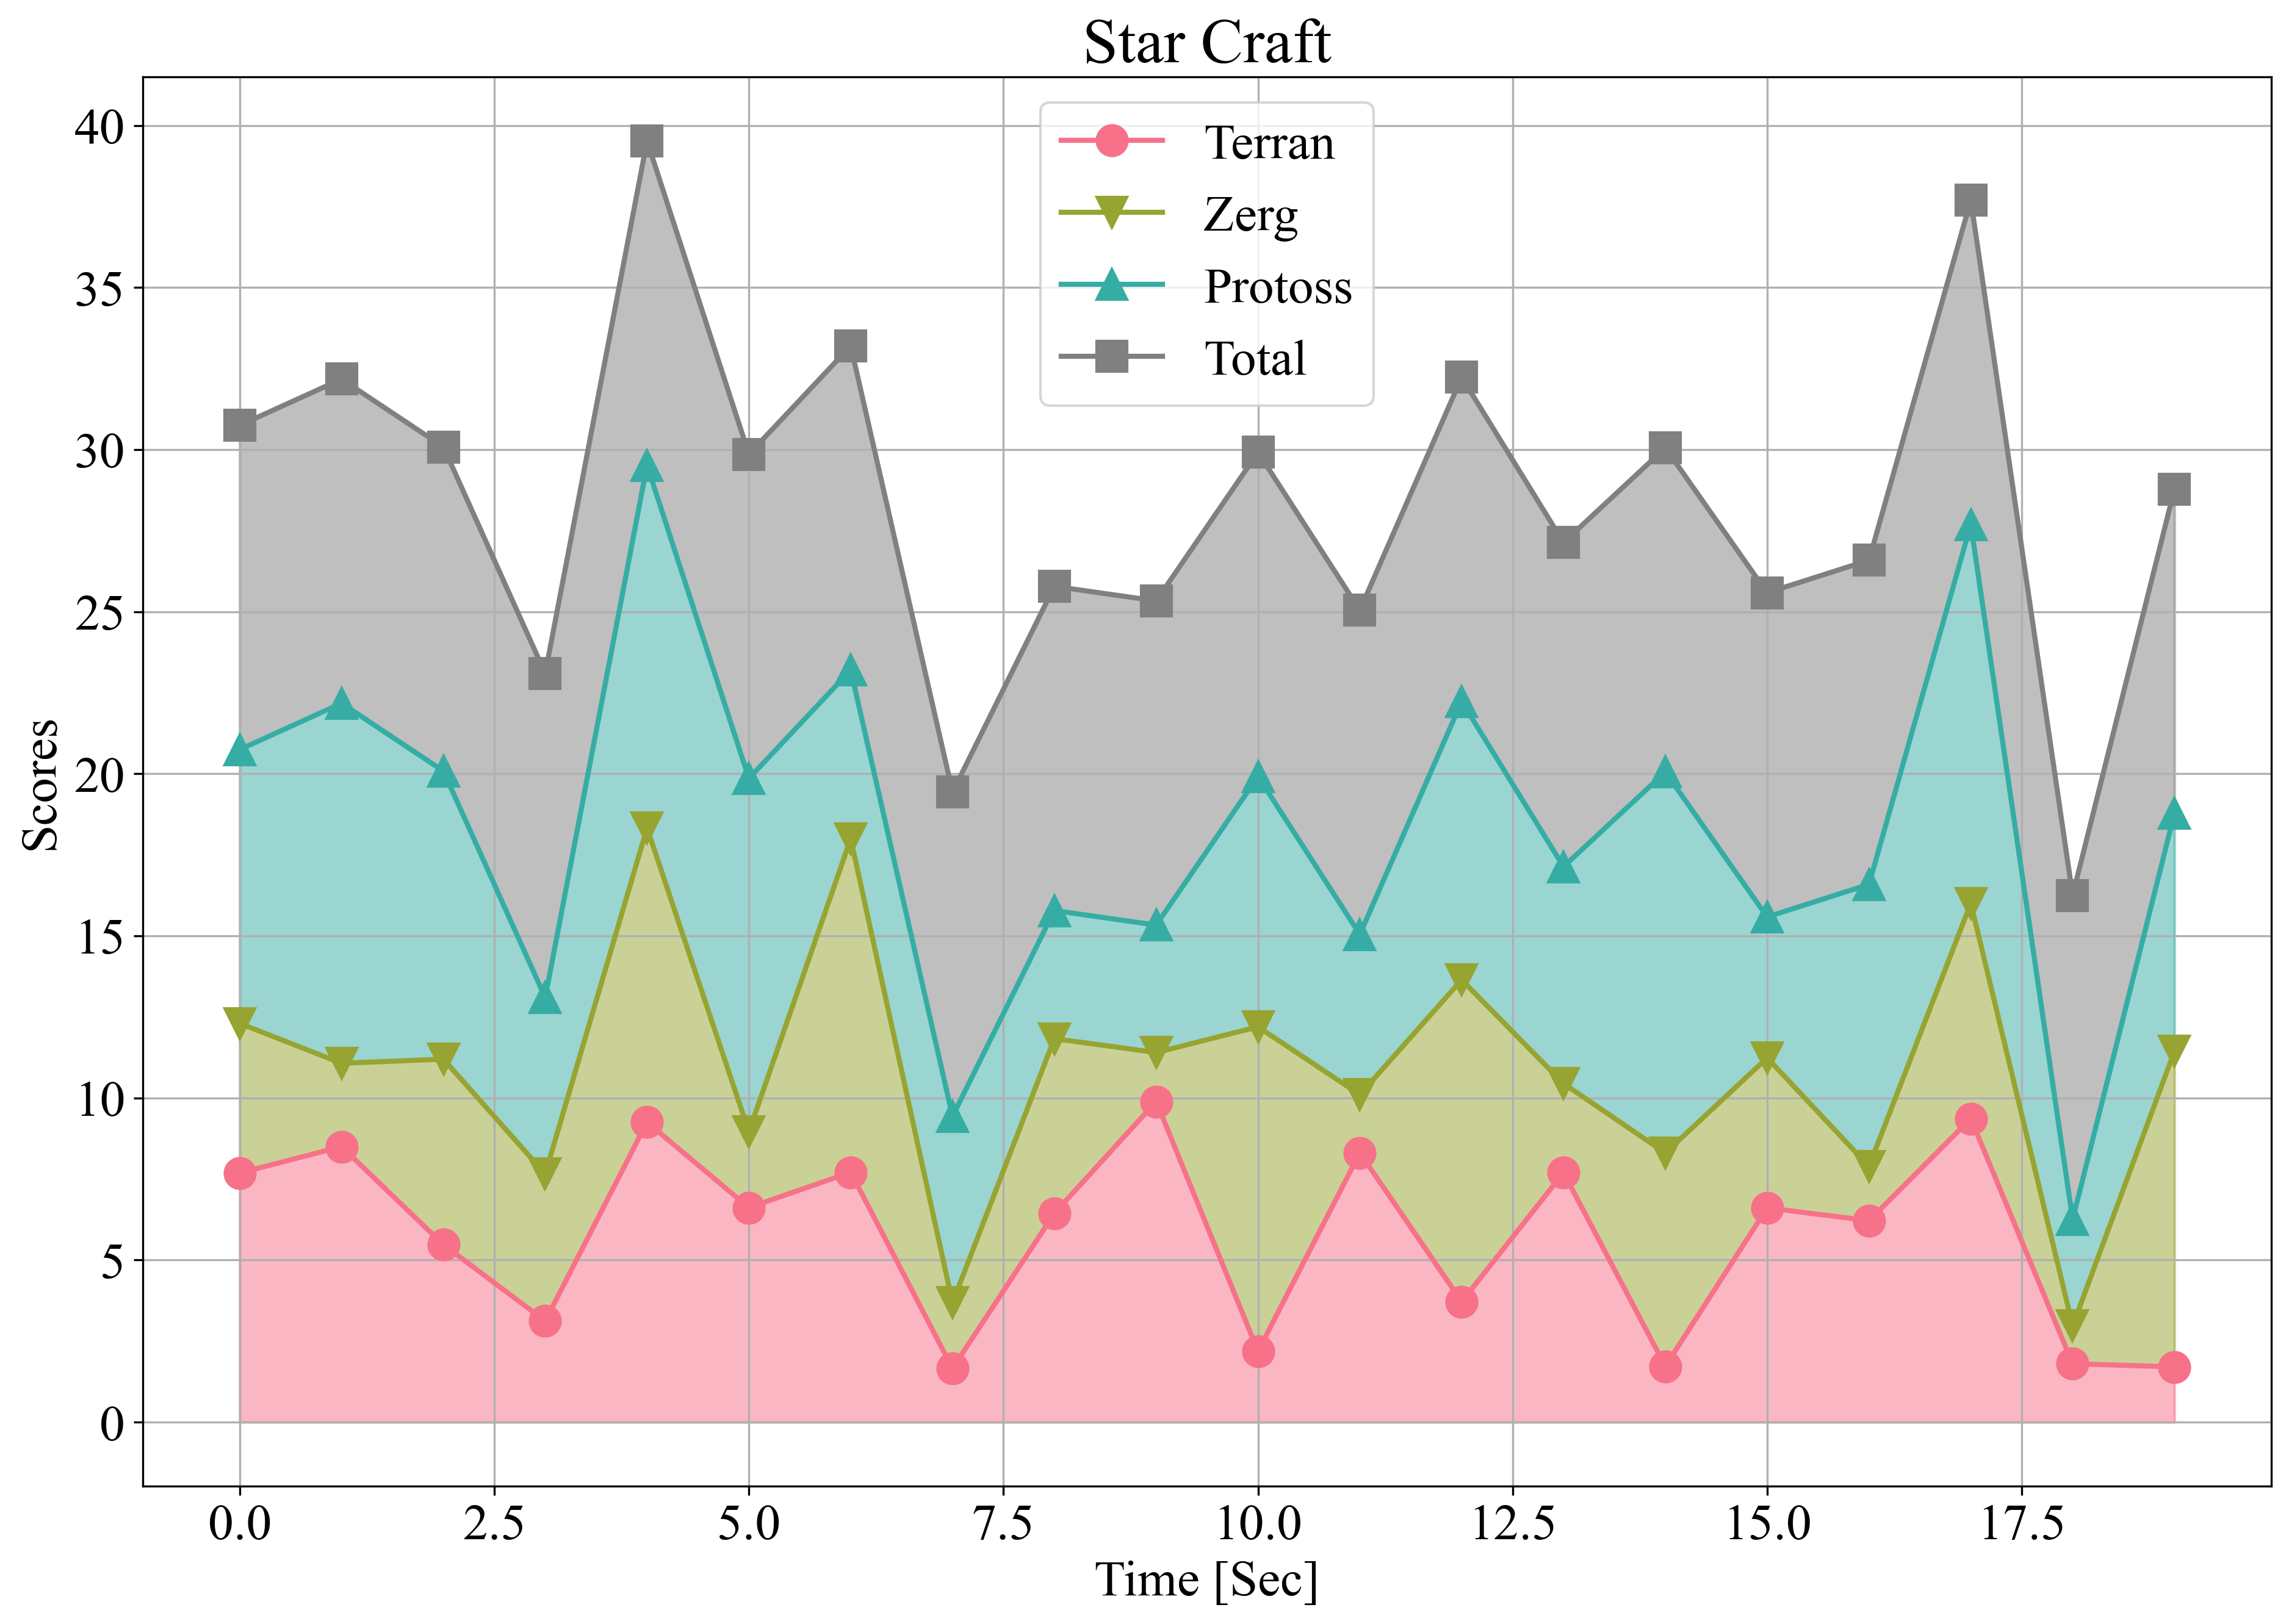 Star Craft
Terran
Zerg
Protoss
Total
40
35
30
25
20
15
10
5
0
Scores
0.0 2.5 5.0 7.5 10.0 12.5 15.0 17.5
Time [Sec]